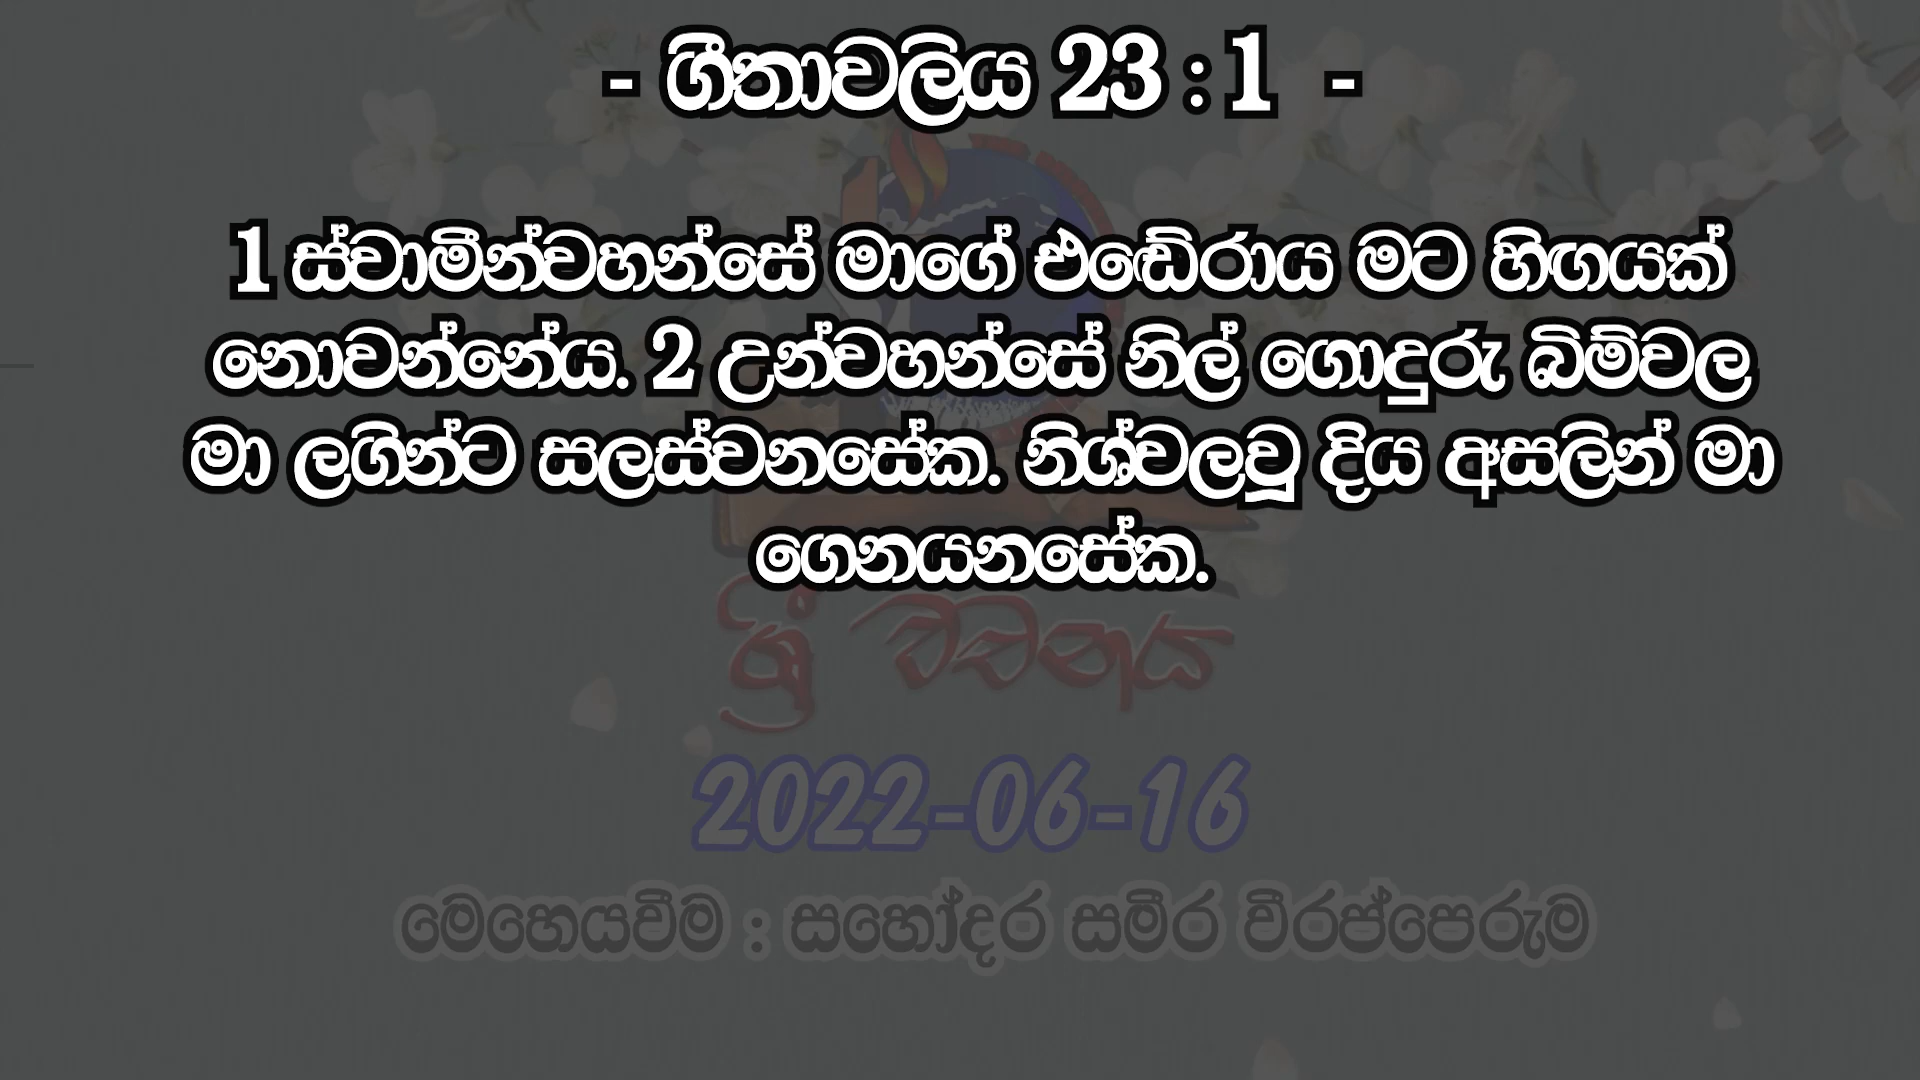 - ගීතාවලිය 23 : 1 -
1 ස්වාමීන්වහන්සේ මාගේ එඬේරාය මට හිඟයක්
නොවන්නේය. 2 උන්වහන්සේ නිල් ගොදුරු බිම්වල
මා ලගින්ට සලස්වනසේක. නිශ්චලවූ දිය අසලින් මා
ගෙනයනසේක.
ශ්‍රී වචනය
2022-06-16
මෙහෙයවීම : සහෝදර සමීර වීරප්පෙරුම